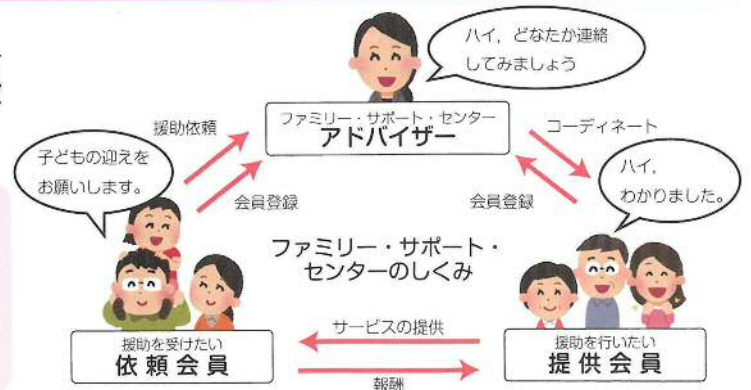 ハイ，どなたか連絡
してみましょう
ファミリー・サポート・センター
アドバイザー
援助依頼
コーディネート
子どもの迎えを
お願いします。
ハイ，
わかりました。
会員登録
会員登録
ファミリー・サポート・
センターのしくみ
サービスの提供
援助を受けたい
依頼会員
援助を行いたい
提供会員
報酬